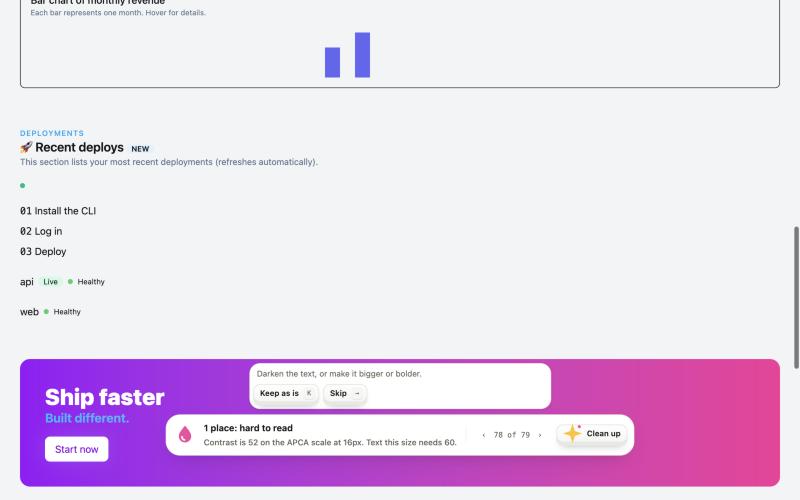 Bar chart of monthly revenue
Each bar represents one month. Hover for details.
DEPLOYMENTS
🚀 Recent deploys NEW
This section lists your most recent deployments (refreshes automatically).
01 Install the CLI
02 Log in
03 Deploy
api Live Healthy
web Healthy
Ship faster
Built different.
Start now
Darken the text, or make it bigger or bolder.
Keep as is K Skip →
1 place: hard to read
Contrast is 52 on the APCA scale at 16px. Text this size needs 60.
‹ 78 of 79 ›
Clean up